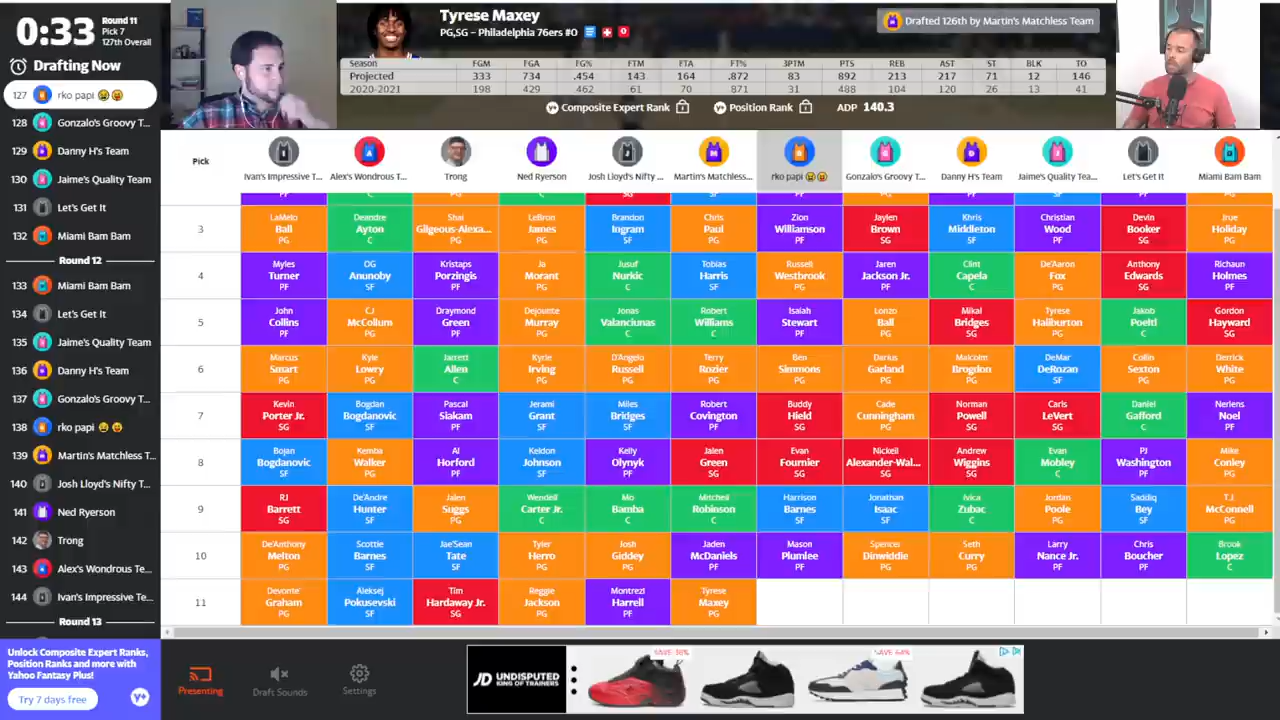 0:33
Round 11
Pick 7
127th Overall
Drafting Now
127 rko papi
128 Gonzalo's Groovy T...
129 Danny H's Team
130 Jaime's Quality Team
131 Let's Get It
132 Miami Bam Bam
Round 12
Miami Bam Bam
134 Let's Get It
135 Jaime's Quality Team
136 Danny H's Team
137 Gonzalo's Groovy T...
138 rko papi
139 Martin's Matchless T...
140 Josh Lloyd's Nifty T...
141 Ned Ryerson
142 Trong
143 Alex's Wondrous Te...
144 Ivan's Impressive Te...
Round 13
Unlock Composite Expert Ranks,
Position Ranks and more with
Yahoo Fantasy Plus!
Try 7 days free
Y+
Tyrese Maxey
PG,SG – Philadelphia 76ers #0
Drafted 126th by Martin's Matchless Team
Season FGM FGA FG% FTM FTA FT% 3PTM PTS REB AST ST BLK TO
Projected 333 734 .454 143 164 .872 83 892 213 217 71 12 146
2020-2021 198 429 .462 61 70 .871 31 488 104 120 26 13 41
Composite Expert Rank Position Rank ADP 140.3
Pick Ivan's Impressive T... Alex's Wondrous T... Trong Ned Ryerson Josh Lloyd's Nifty ... Martin's Matchless... rko papi Gonzalo's Groovy T... Danny H's Team Jaime's Quality Tea... Let's Get It Miami Bam Bam
PF C PF C SG SF PF PF SF PF
LaMelo Deandre Shai LeBron Brandon Chris Zion Jaylen Khris Christian Devin Jrue
3 Ball Ayton Gilgeous-Alexa... James Ingram Paul Williamson Brown Middleton Wood Booker Holiday
PG C PG PG SF PG PF SG SF PF SG PG
Myles OG Kristaps Ja Jusuf Tobias Russell Jaren Clint De'Aaron Anthony Richaun
4 Turner Anunoby Porzingis Morant Nurkic Harris Westbrook Jackson Jr. Capela Fox Edwards Holmes
PF SF PF PG C SF PG PF C PG SG PF
John CJ Draymond Dejounte Jonas Robert Isaiah Lonzo Mikal Tyrese Jakob Gordon
5 Collins McCollum Green Murray Valanciunas Williams Stewart Ball Bridges Haliburton Poeltl Hayward
PF PG PF PG C C PF PG SG PG C SG
Marcus Kyle Jarrett Kyrie D'Angelo Terry Ben Darius Malcolm DeMar Collin Derrick
6 Smart Lowry Allen Irving Russell Rozier Simmons Garland Brogdon DeRozan Sexton White
PG PG C PG PG PG PG PG PG SF PG PG
Kevin Bogdan Pascal Jerami Miles Robert Buddy Cade Norman Caris Daniel Nerlens
7 Porter Jr. Bogdanovic Siakam Grant Bridges Covington Hield Cunningham Powell LeVert Gafford Noel
SG SF PF SF SF PF SG PG SG SG C PF
Bojan Kemba Al Keldon Kelly Jalen Evan Nickeil Andrew Evan PJ Mike
8 Bogdanovic Walker Horford Johnson Olynyk Green Fournier Alexander-Wal... Wiggins Mobley Washington Conley
SF PG PF SF PF SG SG SG SG C PF PG
RJ De'Andre Jalen Wendell Mo Mitchell Harrison Jonathan Ivica Jordan Saddiq T.J.
9 Barrett Hunter Suggs Carter Jr. Bamba Robinson Barnes Isaac Zubac Poole Bey McConnell
SG SF PG C C C SF SF C PG SF PG
De'Anthony Scottie Jae'Sean Tyler Josh Jaden Mason Spencer Seth Larry Chris Brook
10 Melton Barnes Tate Herro Giddey McDaniels Plumlee Dinwiddie Curry Nance Jr. Boucher Lopez
PG SF SF PG PG PF PF PG PG PF PF C
Devonte' Aleksej Tim Reggie Montrezl Tyrese
11 Graham Pokusevski Hardaway Jr. Jackson Harrell Maxey
PG SF SG PG PF PG
Presenting Draft Sounds Settings
JD UNDISPUTED
KING OF TRAINERS